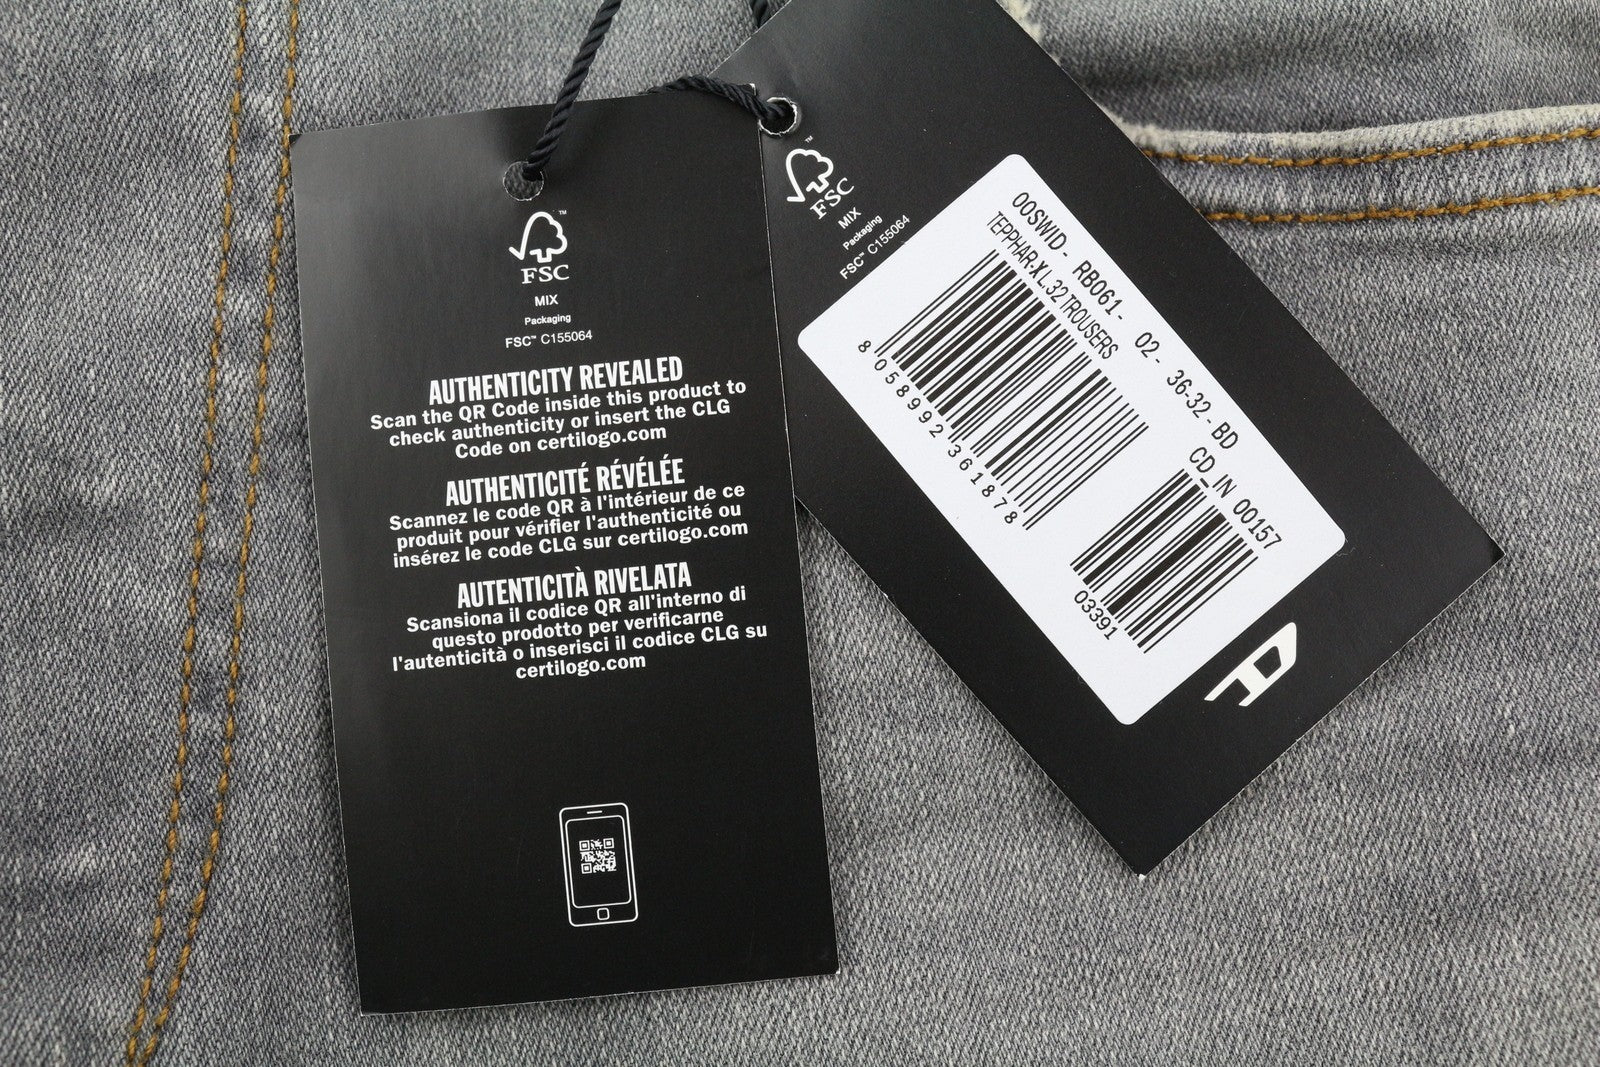 FSC
MIX
Packaging
FSC™ C155064
AUTHENTICITY REVEALED
Scan the QR Code inside this product to
check authenticity or insert the CLG
Code on certilogo.com
AUTHENTICITÉ RÉVÉLÉE
Scannez le code QR à l'intérieur de ce
produit pour vérifier l'authenticité ou
insérez le code CLG sur certilogo.com
AUTENTICITÀ RIVELATA
Scansiona il codice QR all'interno di
questo prodotto per verificarne
l'autenticità o inserisci il codice CLG su
certilogo.com
FSC
MIX
Packaging
FSC™ C155064
00SWID - RB061 - 02 - 36-32 - BD
TEPPHAR-X L.32 TROUSERS
8058992361878
CD_IN 00157
03391
D